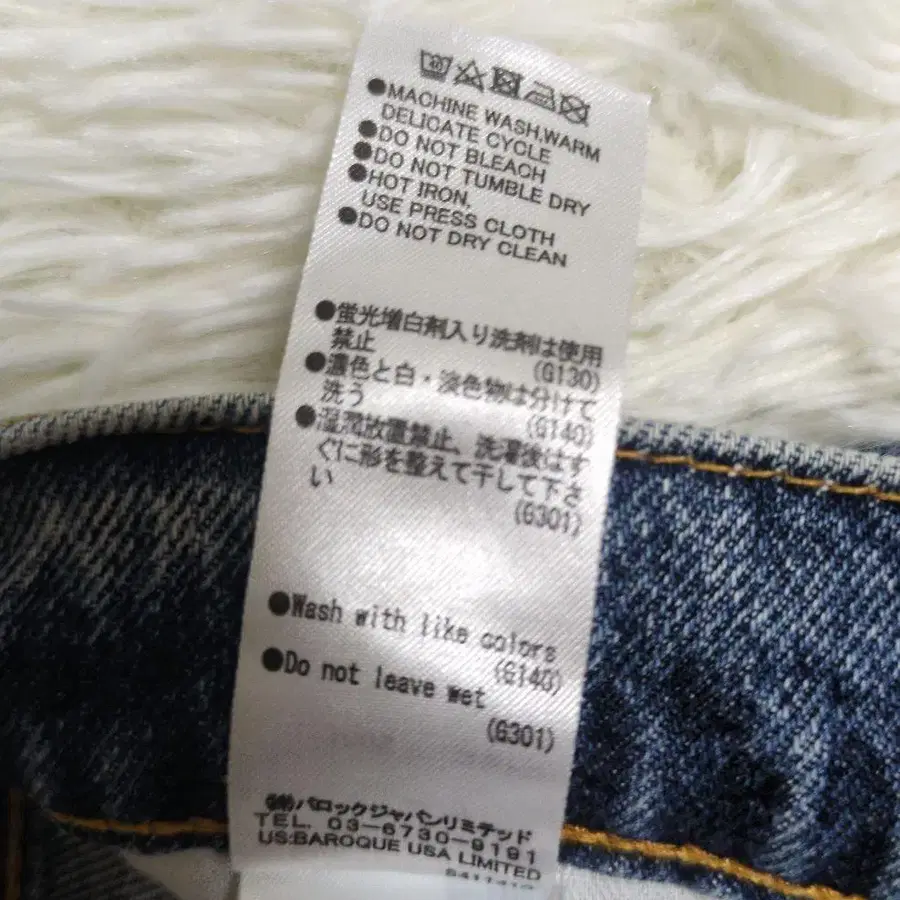 ●MACHINE WASH.WARM
DELICATE CYCLE
●DO NOT BLEACH
●DO NOT TUMBLE DRY
●HOT IRON,
USE PRESS CLOTH
●DO NOT DRY CLEAN
●蛍光増白剤入り洗剤は使用
禁止
(G130)
●濃色と白・淡色物は分けて
洗う
(G140)
●湿潤放置禁止、洗濯後はす
ぐに形を整えて干して下さ
い
(G301)
●Wash with like colors
(G140)
●Do not leave wet
(G301)
㈱バロックジャパンリミテッド
TEL. 03-6730-9191
US:BAROQUE USA LIMITED